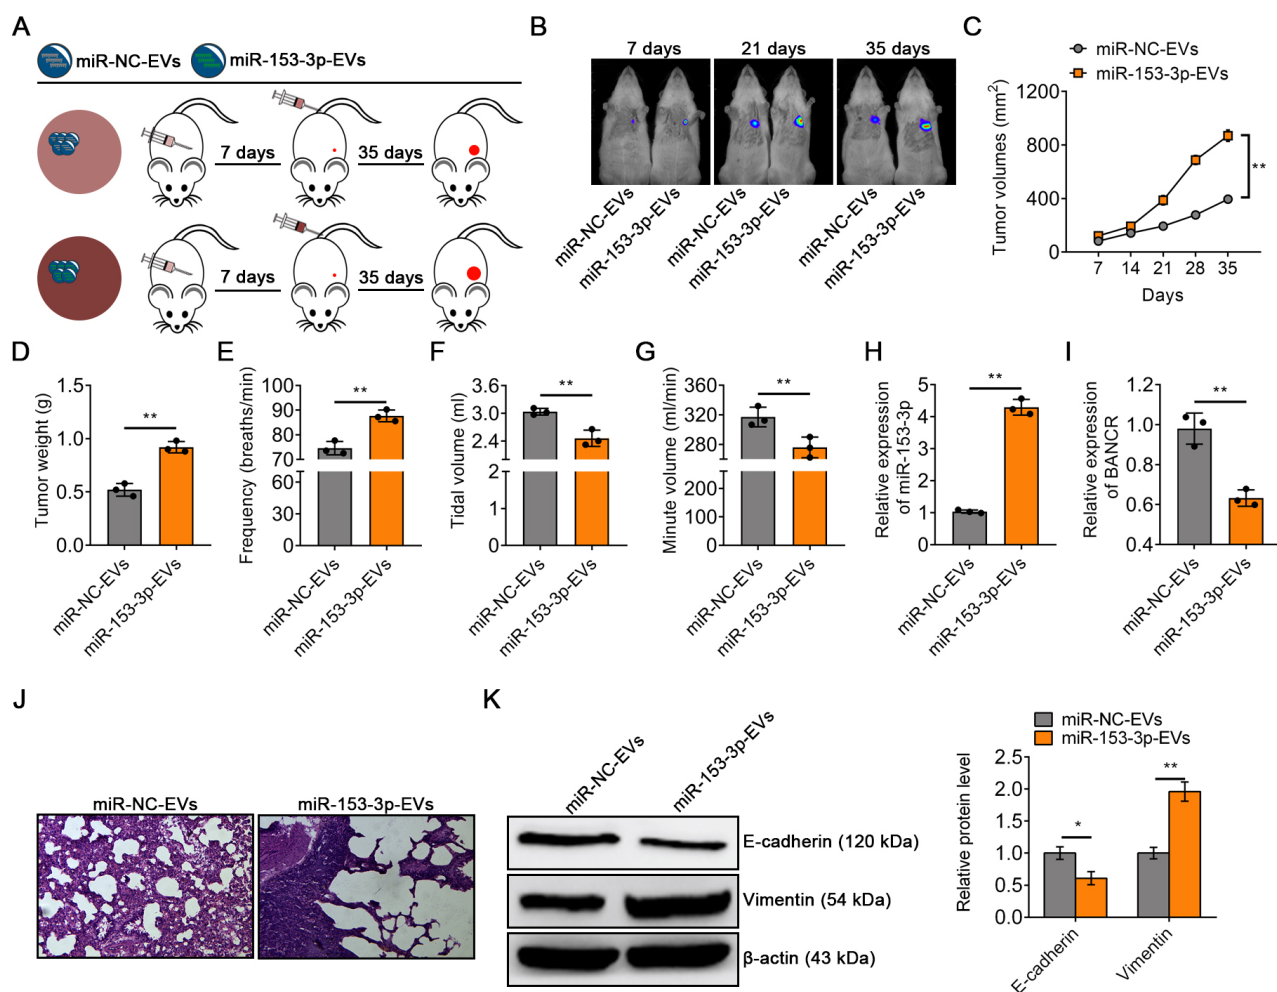 A
miR-NC-EVs
miR-153-3p-EVs
7 days
35 days
7 days
35 days
B
7 days
21 days
35 days
miR-NC-EVs
miR-153-3p-EVs
miR-NC-EVs
miR-153-3p-EVs
miR-NC-EVs
miR-153-3p-EVs
C
miR-NC-EVs
miR-153-3p-EVs
Tumor volumes (mm²)
1200
800
400
0
**
7 14 21 28 35
Days
D
Tumor weight (g)
1.5
1.0
0.5
0.0
**
miR-NC-EVs
miR-153-3p-EVs
E
Frequency (breaths/min)
100
90
80
70
60
30
0
**
miR-NC-EVs
miR-153-3p-EVs
F
Tidal volume (ml)
3.6
3.0
2.4
2
1
0
**
miR-NC-EVs
miR-153-3p-EVs
G
Minute volume (ml/min)
360
320
280
200
100
0
**
miR-NC-EVs
miR-153-3p-EVs
H
Relative expression
of miR-153-3p
5
4
3
2
1
0
**
miR-NC-EVs
miR-153-3p-EVs
I
Relative expression
of BANCR
1.2
1.0
0.8
0.6
0.4
**
miR-NC-EVs
miR-153-3p-EVs
J
miR-NC-EVs
miR-153-3p-EVs
K
miR-NC-EVs
miR-153-3p-EVs
E-cadherin (120 kDa)
Vimentin (54 kDa)
β-actin (43 kDa)
miR-NC-EVs
miR-153-3p-EVs
Relative protein level
2.5
2.0
1.5
1.0
0.5
0.0
*
**
E-cadherin
Vimentin